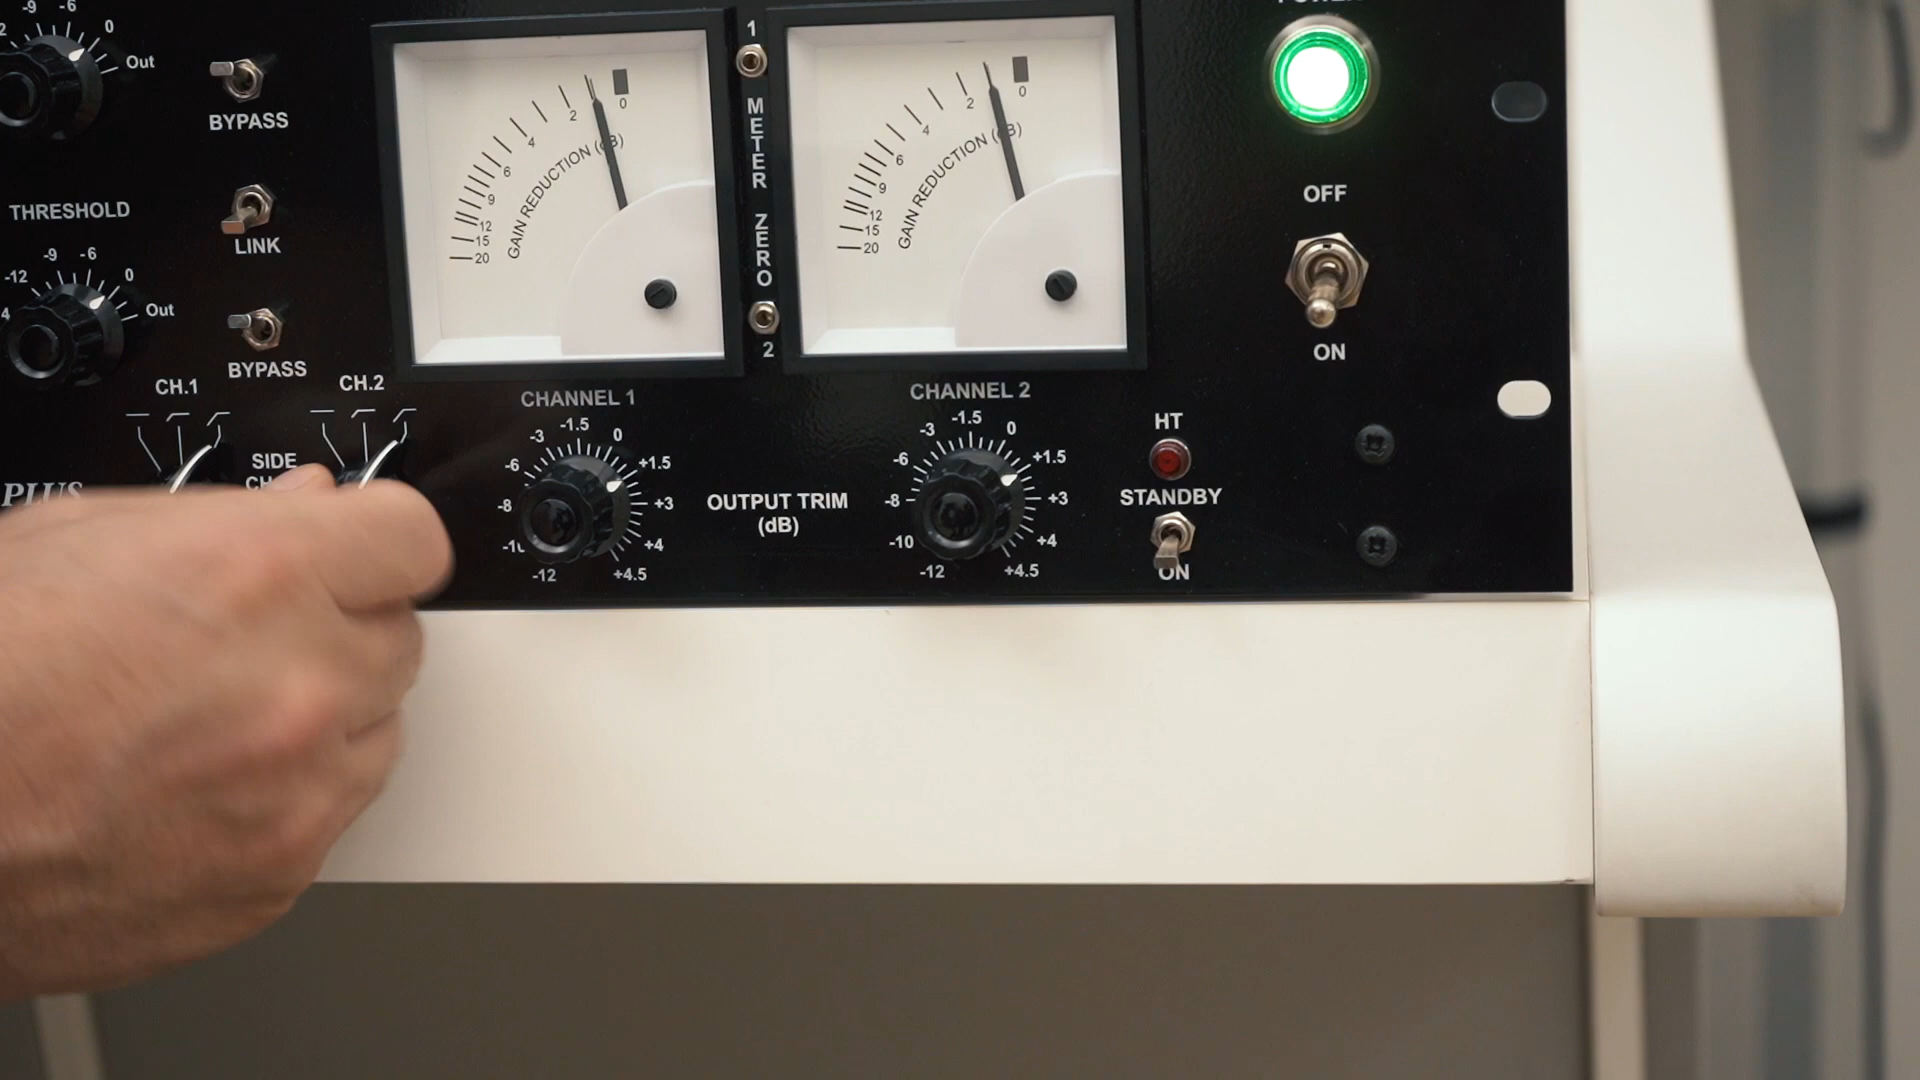 -9 -6
0
Out
BYPASS
THRESHOLD
LINK
-9 -6
-12 0
4 Out
BYPASS
CH.1 CH.2
SIDE
PLUS
0
2
4
6
9
12
15
20
GAIN REDUCTION (dB)
1
METER ZERO
2
0
2
4
6
9
12
15
20
GAIN REDUCTION (dB)
OFF
ON
CHANNEL 1
-1.5
-3 0
-6 +1.5
-8 +3
+4
-12 +4.5
OUTPUT TRIM
(dB)
CHANNEL 2
-1.5
-3 0
-6 +1.5
-8 +3
-10 +4
-12 +4.5
HT
STANDBY
ON